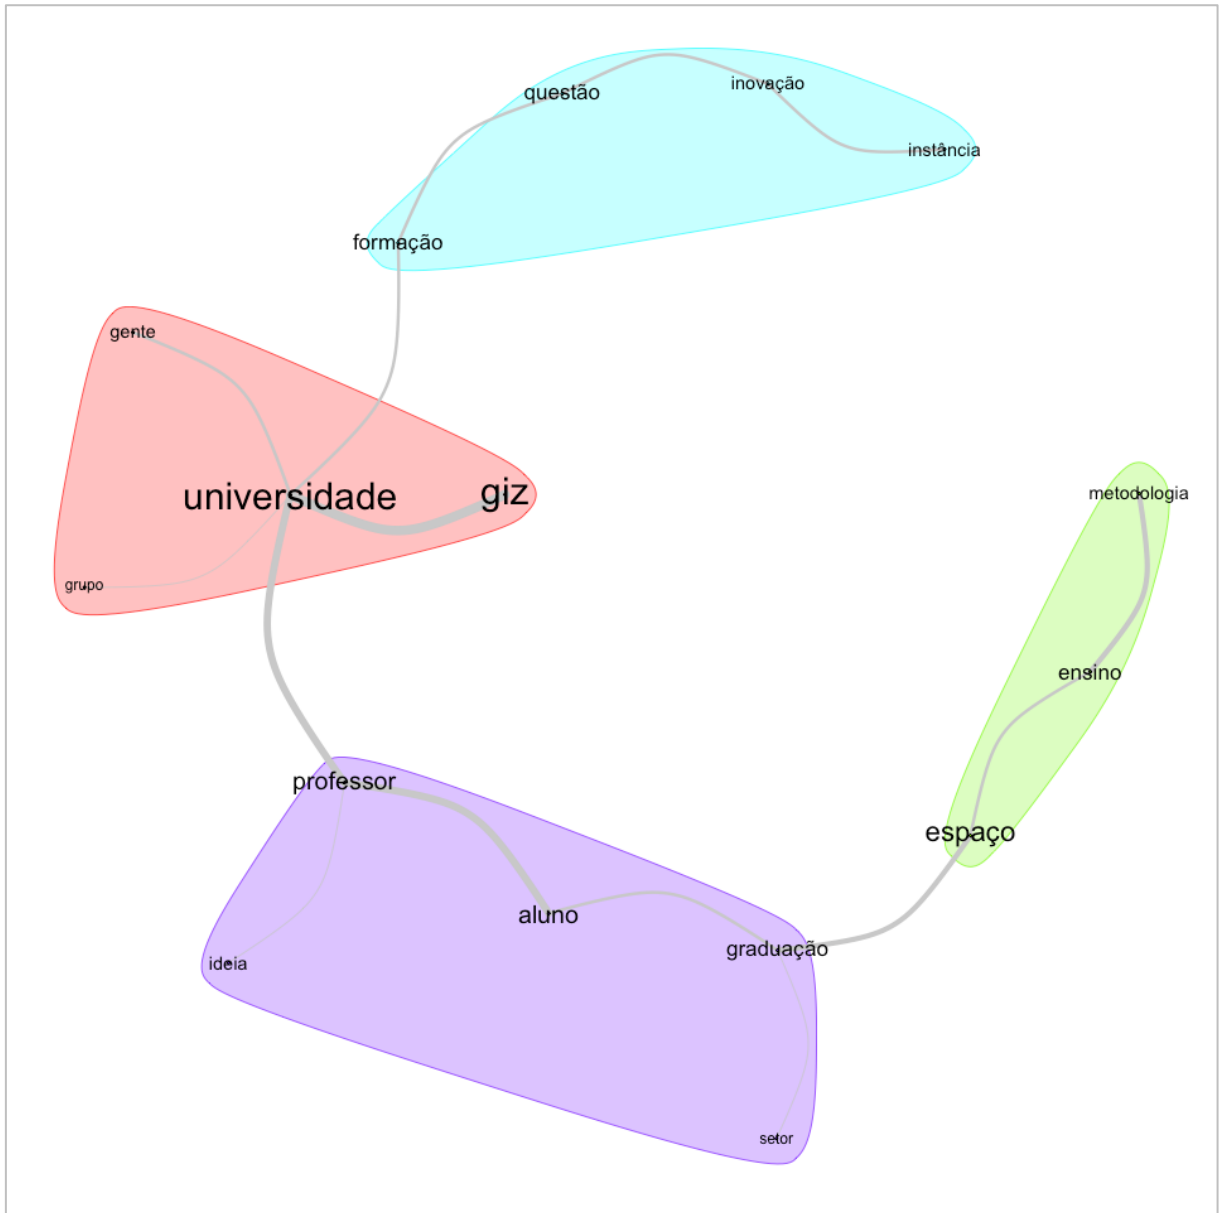 inovação
questão
instância
formação
gente
universidade
giz
metodologia
grupo
ensino
professor
espaço
aluno
graduação
ideia
setor